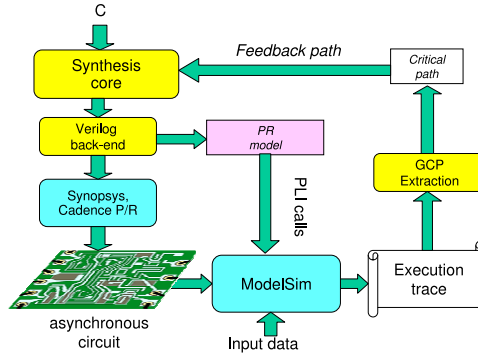 C
Feedback path
Synthesis
core
Critical
path
Verilog
back-end
PR
model
GCP
Extraction
Synopsys,
Cadence P/R
PLI calls
ModelSim
Execution
trace
asynchronous
circuit
Input data